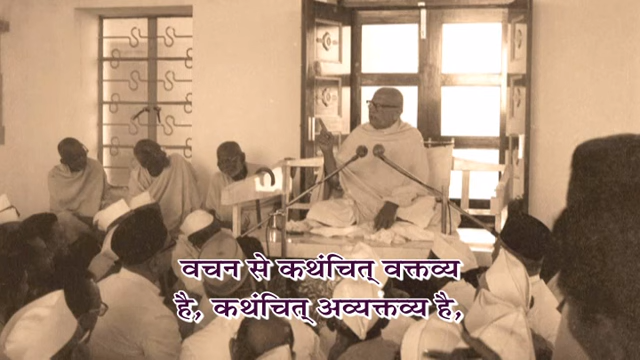 वचन से कथंचित् वक्तव्य
है, कथंचित् अव्यक्तव्य है,